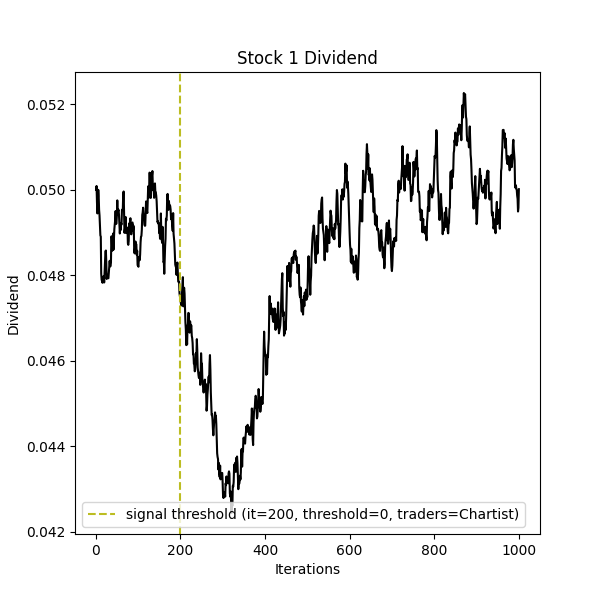 Stock 1 Dividend
Dividend
0.052
0.050
0.048
0.046
0.044
0.042
signal threshold (it=200, threshold=0, traders=Chartist)
0 200 400 600 800 1000
Iterations